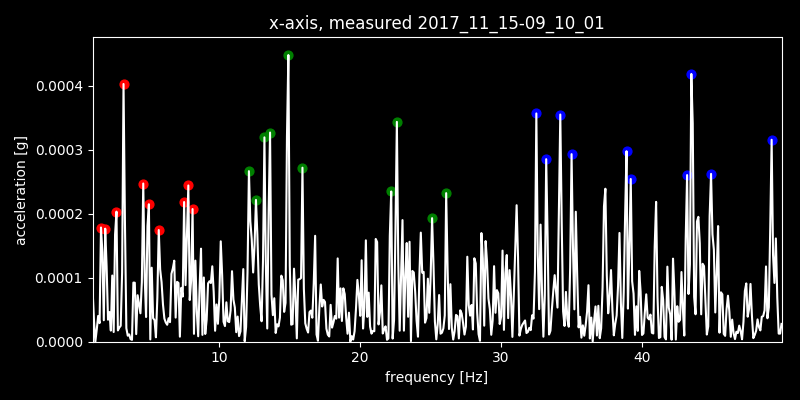 x-axis, measured 2017_11_15-09_10_01
acceleration [g]
0.0004
0.0003
0.0002
0.0001
0.0000
10 20 30 40
frequency [Hz]